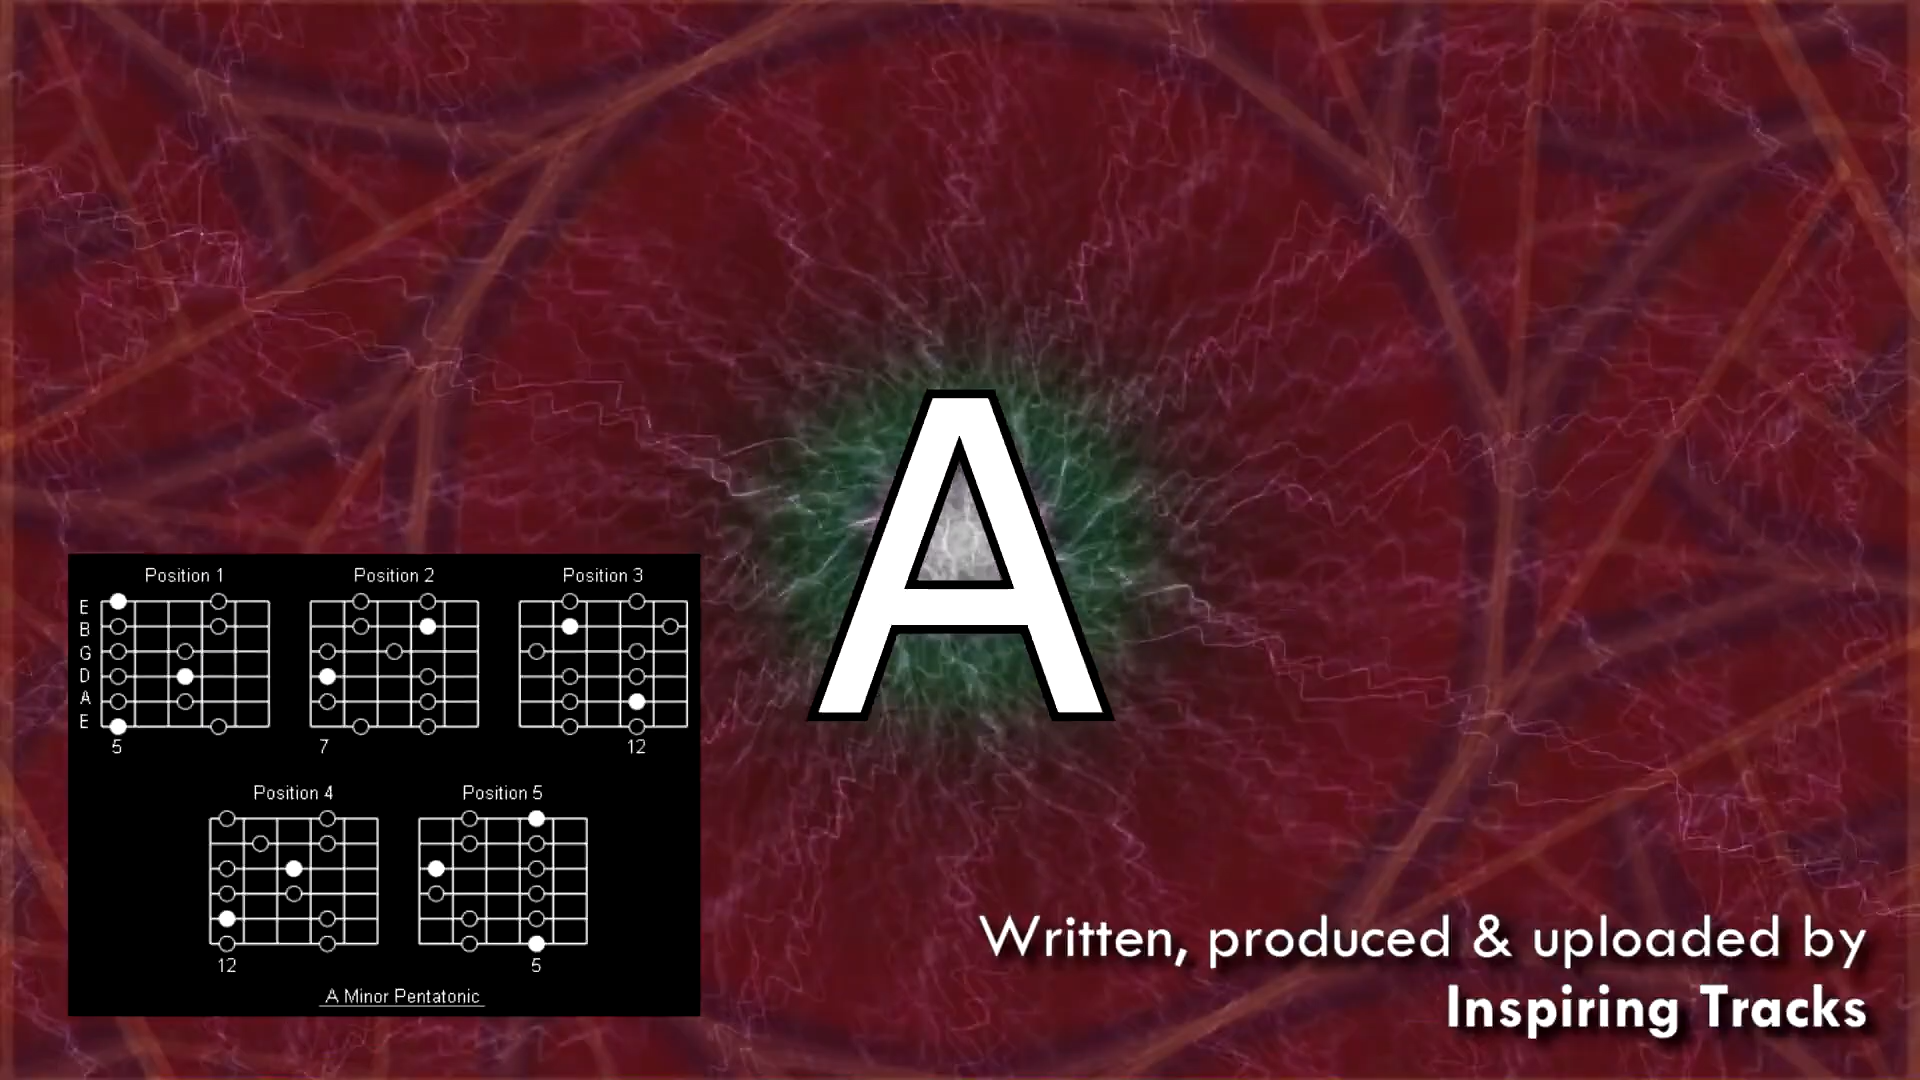 A
Position 1
Position 2
Position 3
E
B
G
D
A
E
5
7
12
Position 4
Position 5
12
5
A Minor Pentatonic
Written, produced & uploaded by
Inspiring Tracks